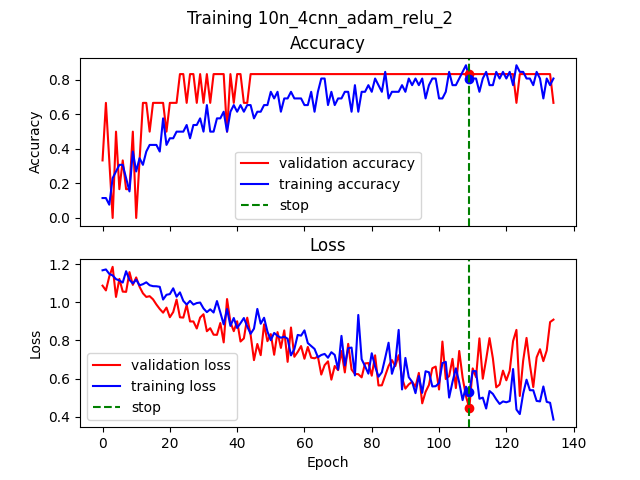 Training 10n_4cnn_adam_relu_2
Accuracy
0.8
0.6
0.4
0.2
0.0
Accuracy
validation accuracy
training accuracy
stop
Loss
1.2
1.0
0.8
0.6
0.4
Loss
validation loss
training loss
stop
0 20 40 60 80 100 120 140
Epoch